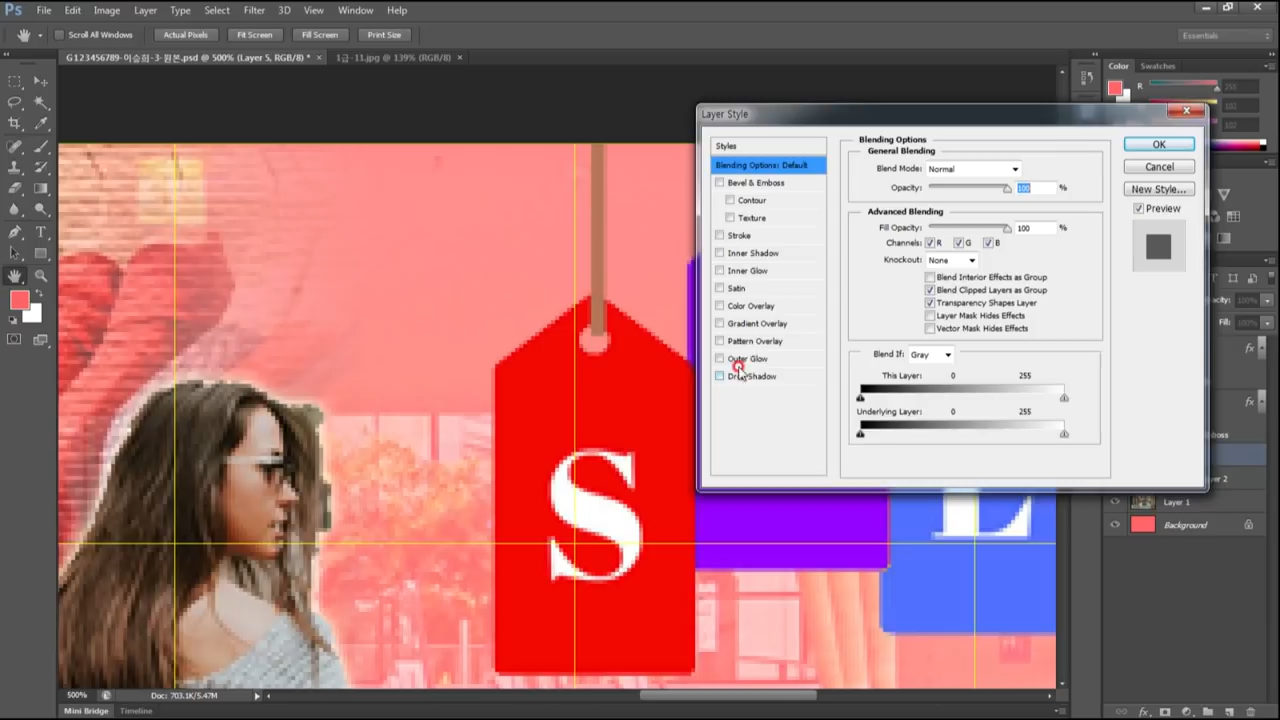 Ps File Edit Image Layer Type Select Filter 3D View Window Help
Scroll All Windows Actual Pixels Fit Screen Fill Screen Print Size Essentials
G123456789-이승희-3-원본.psd @ 500% (Layer 5, RGB/8) * × 1급-11.jpg @ 139% (RGB/8) ×
Color Swatches
R
Layer Style
Styles
Blending Options: Default
Bevel & Emboss
Contour
Texture
Stroke
Inner Shadow
Inner Glow
Satin
Color Overlay
Gradient Overlay
Pattern Overlay
Outer Glow
Drop Shadow
Blending Options
General Blending
Blend Mode: Normal
Opacity: 100 %
Advanced Blending
Fill Opacity: 100 %
Channels: R G B
Knockout: None
Blend Interior Effects as Group
Blend Clipped Layers as Group
Transparency Shapes Layer
Layer Mask Hides Effects
Vector Mask Hides Effects
Blend If: Gray
This Layer: 0 255
Underlying Layer: 0 255
OK
Cancel
New Style...
Preview
100%
Fill: 100%
fx
fx
S
Layer 1
Background
500% Doc: 703.1K/5.47M
Mini Bridge Timeline